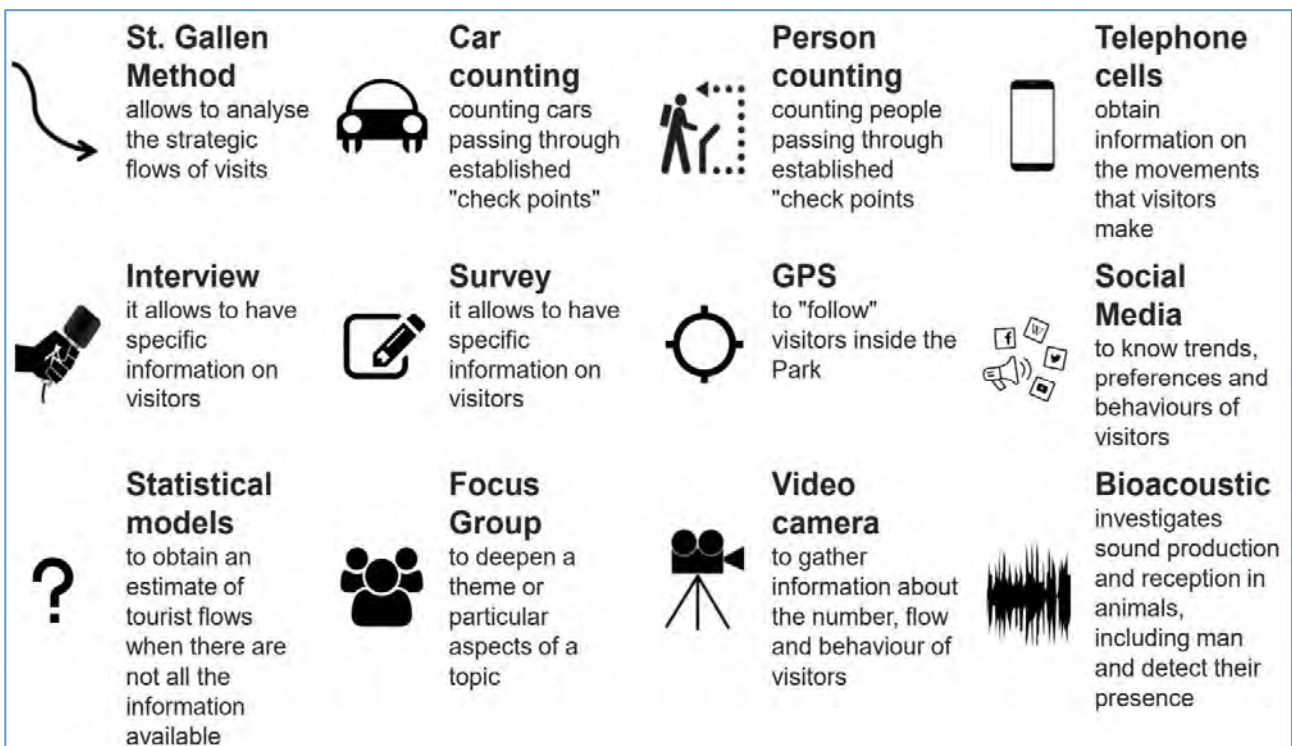 St. Gallen
Method
allows to analyse
the strategic
flows of visits
Car
counting
counting cars
passing through
established
"check points"
Person
counting
counting people
passing through
established
"check points
Telephone
cells
obtain
information on
the movements
that visitors
make
Interview
it allows to have
specific
information on
visitors
Survey
it allows to have
specific
information on
visitors
GPS
to "follow"
visitors inside the
Park
Social
Media
to know trends,
preferences and
behaviours of
visitors
Statistical
models
to obtain an
estimate of
tourist flows
when there are
not all the
information
available
Focus
Group
to deepen a
theme or
particular
aspects of a
topic
Video
camera
to gather
information about
the number, flow
and behaviour of
visitors
Bioacoustic
investigates
sound production
and reception in
animals,
including man
and detect their
presence
?
f
W